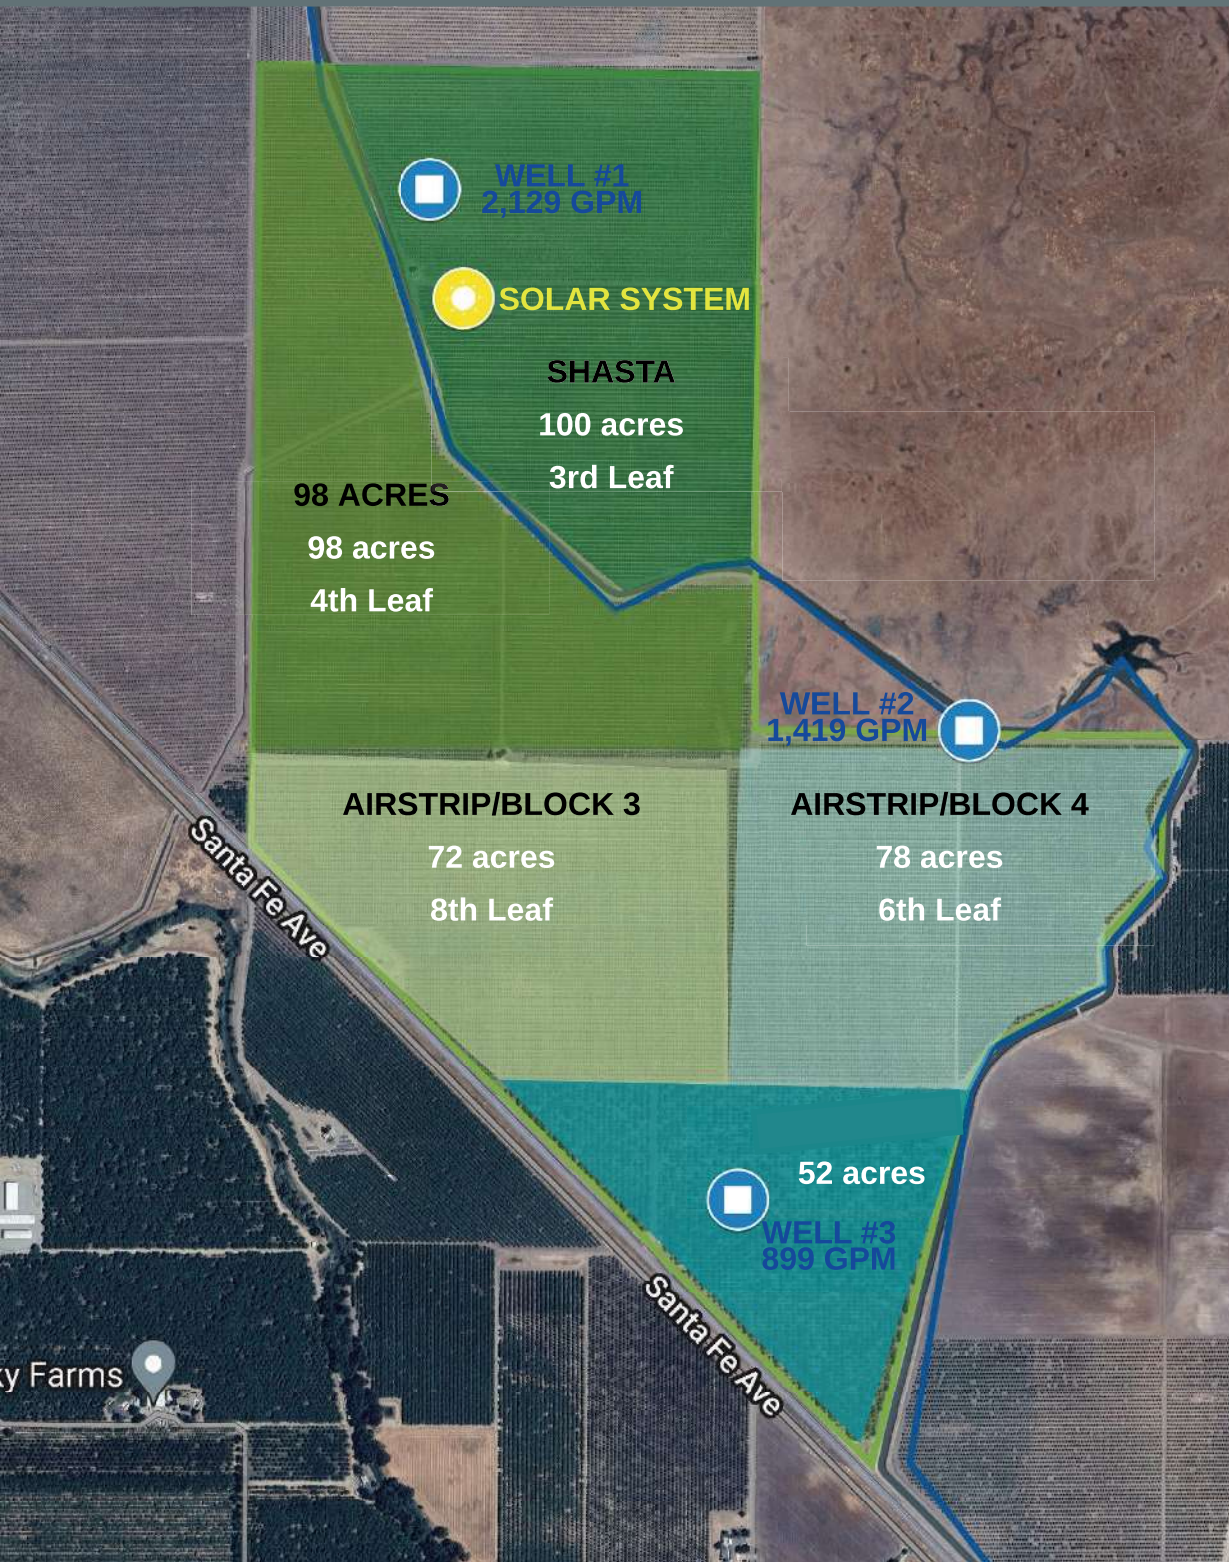 WELL #1
2,129 GPM
SOLAR SYSTEM
SHASTA
100 acres
3rd Leaf
98 ACRES
98 acres
4th Leaf
WELL #2
1,419 GPM
AIRSTRIP/BLOCK 3
72 acres
8th Leaf
AIRSTRIP/BLOCK 4
78 acres
6th Leaf
Santa Fe Ave
52 acres
WELL #3
899 GPM
Santa Fe Ave
ky Farms